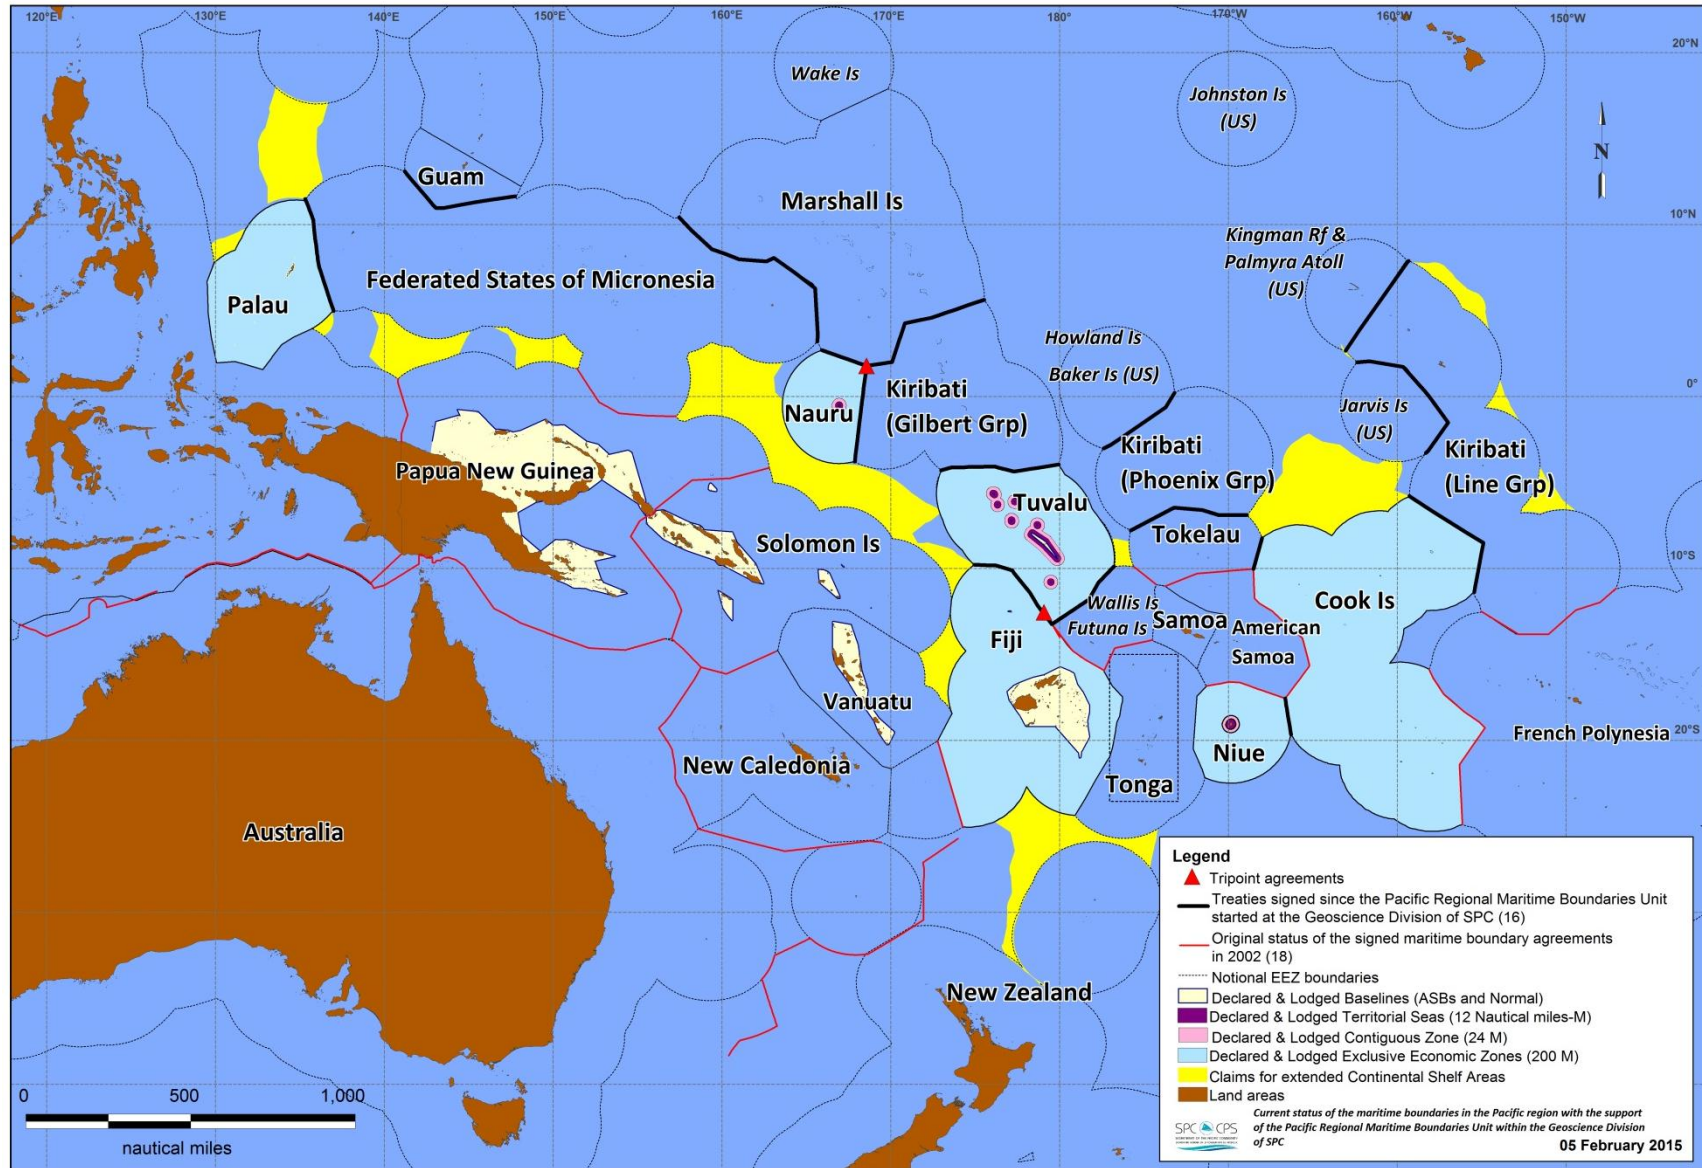 120°E 130°E 140°E 150°E 160°E 170°E 180° 170°W 160°W 150°W
20°N
Wake Is
Johnston Is
(US)
N
Guam
Marshall Is
10°N
Kingman Rf &
Palmyra Atoll
(US)
Federated States of Micronesia
Palau
Howland Is
Baker Is (US)
0°
Nauru
Kiribati
(Gilbert Grp)
Jarvis Is
(US)
Kiribati
(Phoenix Grp)
Kiribati
(Line Grp)
Papua New Guinea
Tuvalu
Tokelau
Solomon Is
10°S
Wallis Is
Futuna Is
Samoa
Cook Is
Fiji
American
Samoa
Vanuatu
French Polynesia
20°S
Niue
New Caledonia
Tonga
Australia
New Zealand
Legend
Tripoint agreements
Treaties signed since the Pacific Regional Maritime Boundaries Unit
started at the Geoscience Division of SPC (16)
Original status of the signed maritime boundary agreements
in 2002 (18)
Notional EEZ boundaries
Declared & Lodged Baselines (ASBs and Normal)
Declared & Lodged Territorial Seas (12 Nautical miles-M)
Declared & Lodged Contiguous Zone (24 M)
Declared & Lodged Exclusive Economic Zones (200 M)
Claims for extended Continental Shelf Areas
Land areas
Current status of the maritime boundaries in the Pacific region with the support
of the Pacific Regional Maritime Boundaries Unit within the Geoscience Division
of SPC
SPC CPS
05 February 2015
0 500 1,000
nautical miles